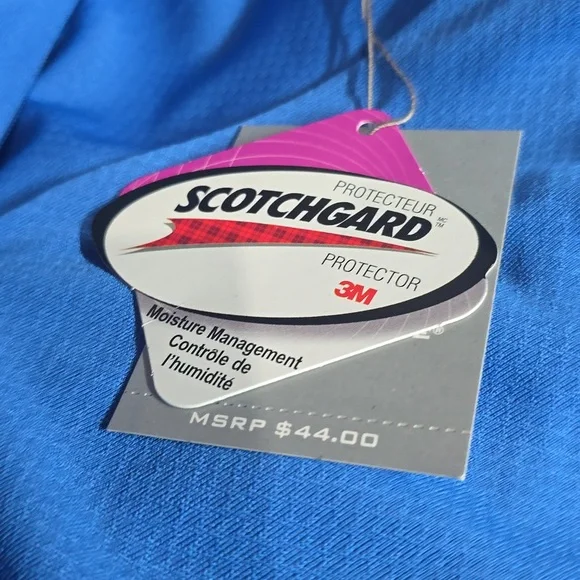 PROTECTEUR
SCOTCHGARD MC TM
PROTECTOR
3M
Moisture Management
Contrôle de
l'humidité
MSRP $44.00